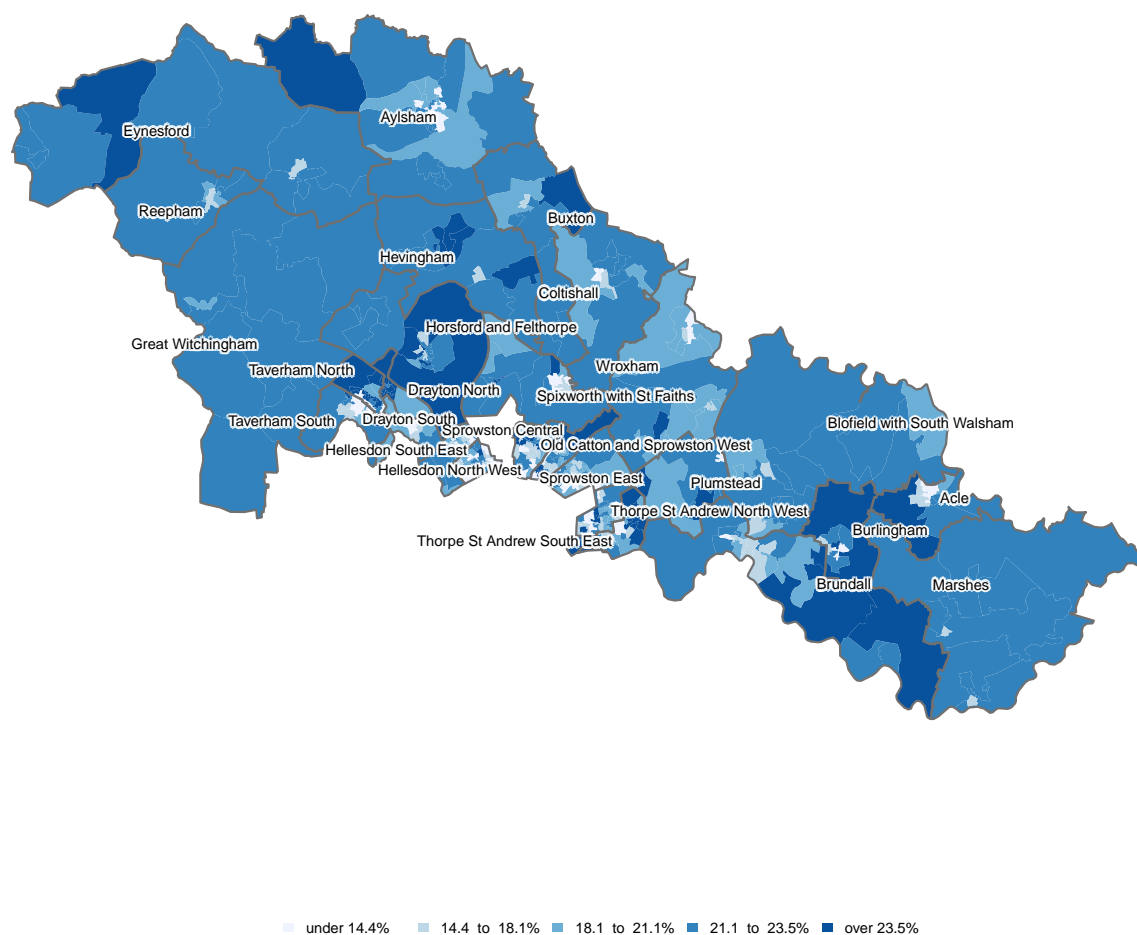 Aylsham
Eynesford
Reepham
Buxton
Hevingham
Coltishall
Horsford and Felthorpe
Great Witchingham
Wroxham
Taverham North
Drayton North
Spixworth with St Faiths
Taverham South
Drayton South
Blofield with South Walsham
Sprowston Central
Old Catton and Sprowston West
Hellesdon South East
Hellesdon North West
Sprowston East
Plumstead
Acle
Thorpe St Andrew North West
Burlingham
Thorpe St Andrew South East
Brundall
Marshes
under 14.4% 14.4 to 18.1% 18.1 to 21.1% 21.1 to 23.5% over 23.5%